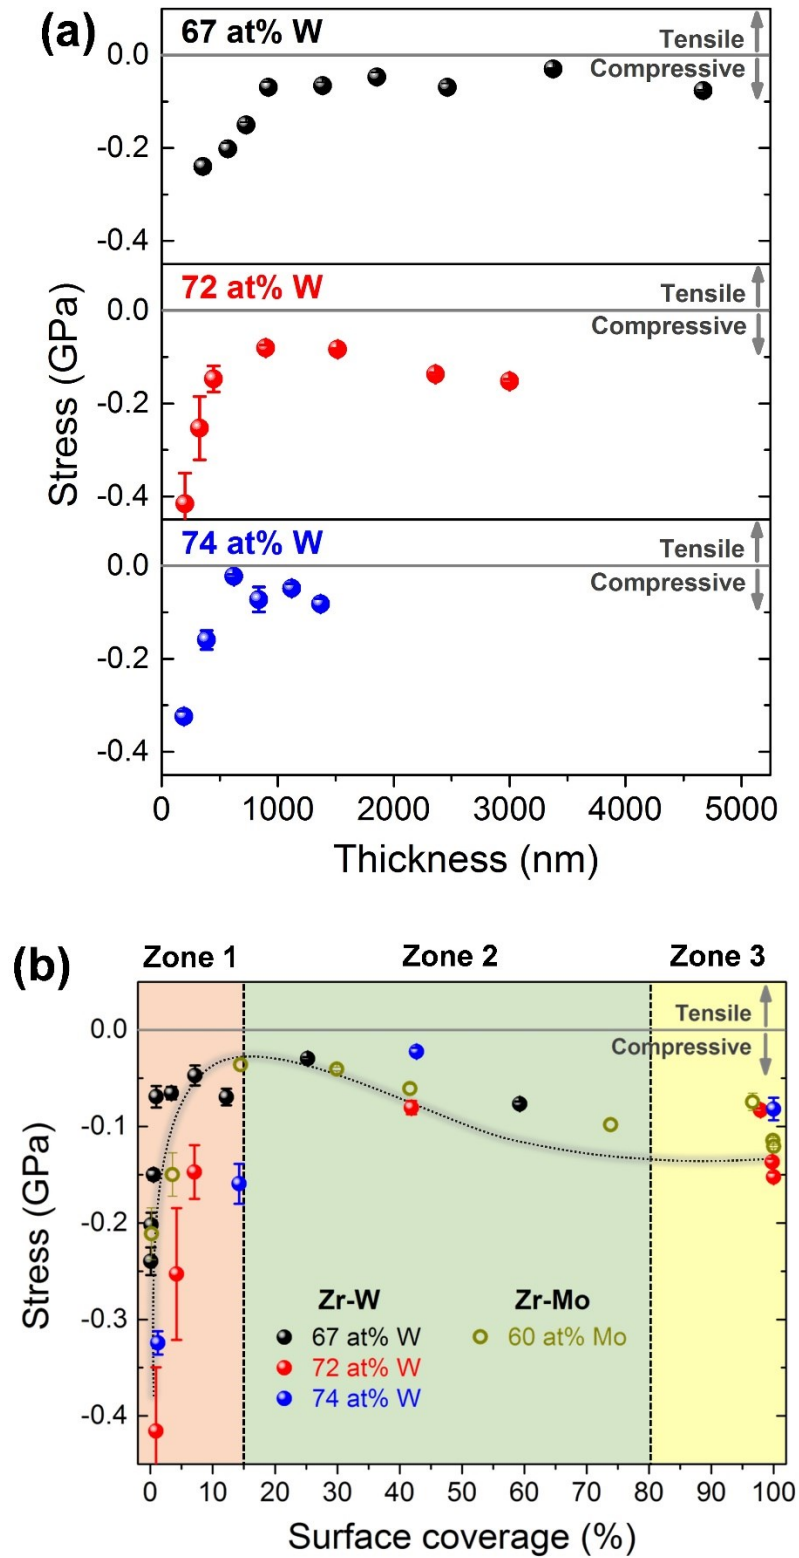 (a)
67 at% W
Tensile
Compressive
0.0
-0.2
-0.4
72 at% W
Tensile
Compressive
0.0
-0.2
-0.4
74 at% W
Tensile
Compressive
0.0
-0.2
-0.4
Stress (GPa)
0 1000 2000 3000 4000 5000
Thickness (nm)
(b)
Zone 1 Zone 2 Zone 3
Tensile
Compressive
0.0
-0.1
-0.2
-0.3
-0.4
Stress (GPa)
Zr-W Zr-Mo
67 at% W 60 at% Mo
72 at% W
74 at% W
0 10 20 30 40 50 60 70 80 90 100
Surface coverage (%)